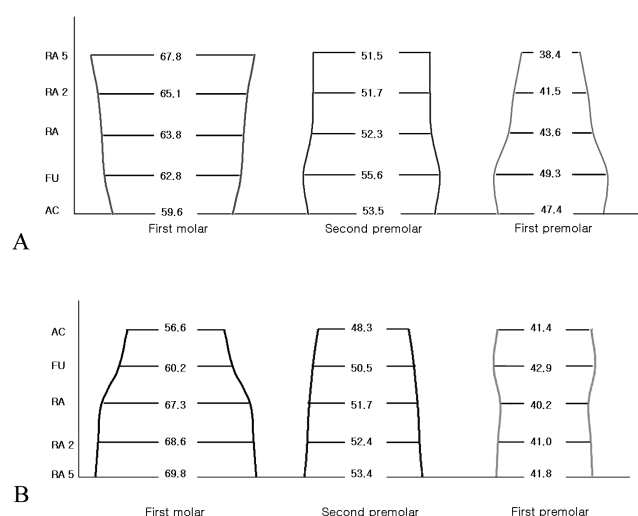 RA 5 67.8 51.5 38.4
RA 2 65.1 51.7 41.5
RA 63.8 52.3 43.6
FU 62.8 55.6 49.3
AC 59.6 53.5 47.4
First molar Second premolar First premolar
A
AC 56.6 48.3 41.4
FU 60.2 50.5 42.9
RA 67.3 51.7 40.2
RA 2 68.6 52.4 41.0
RA 5 69.8 53.4 41.8
B
First molar Second premolar First premolar